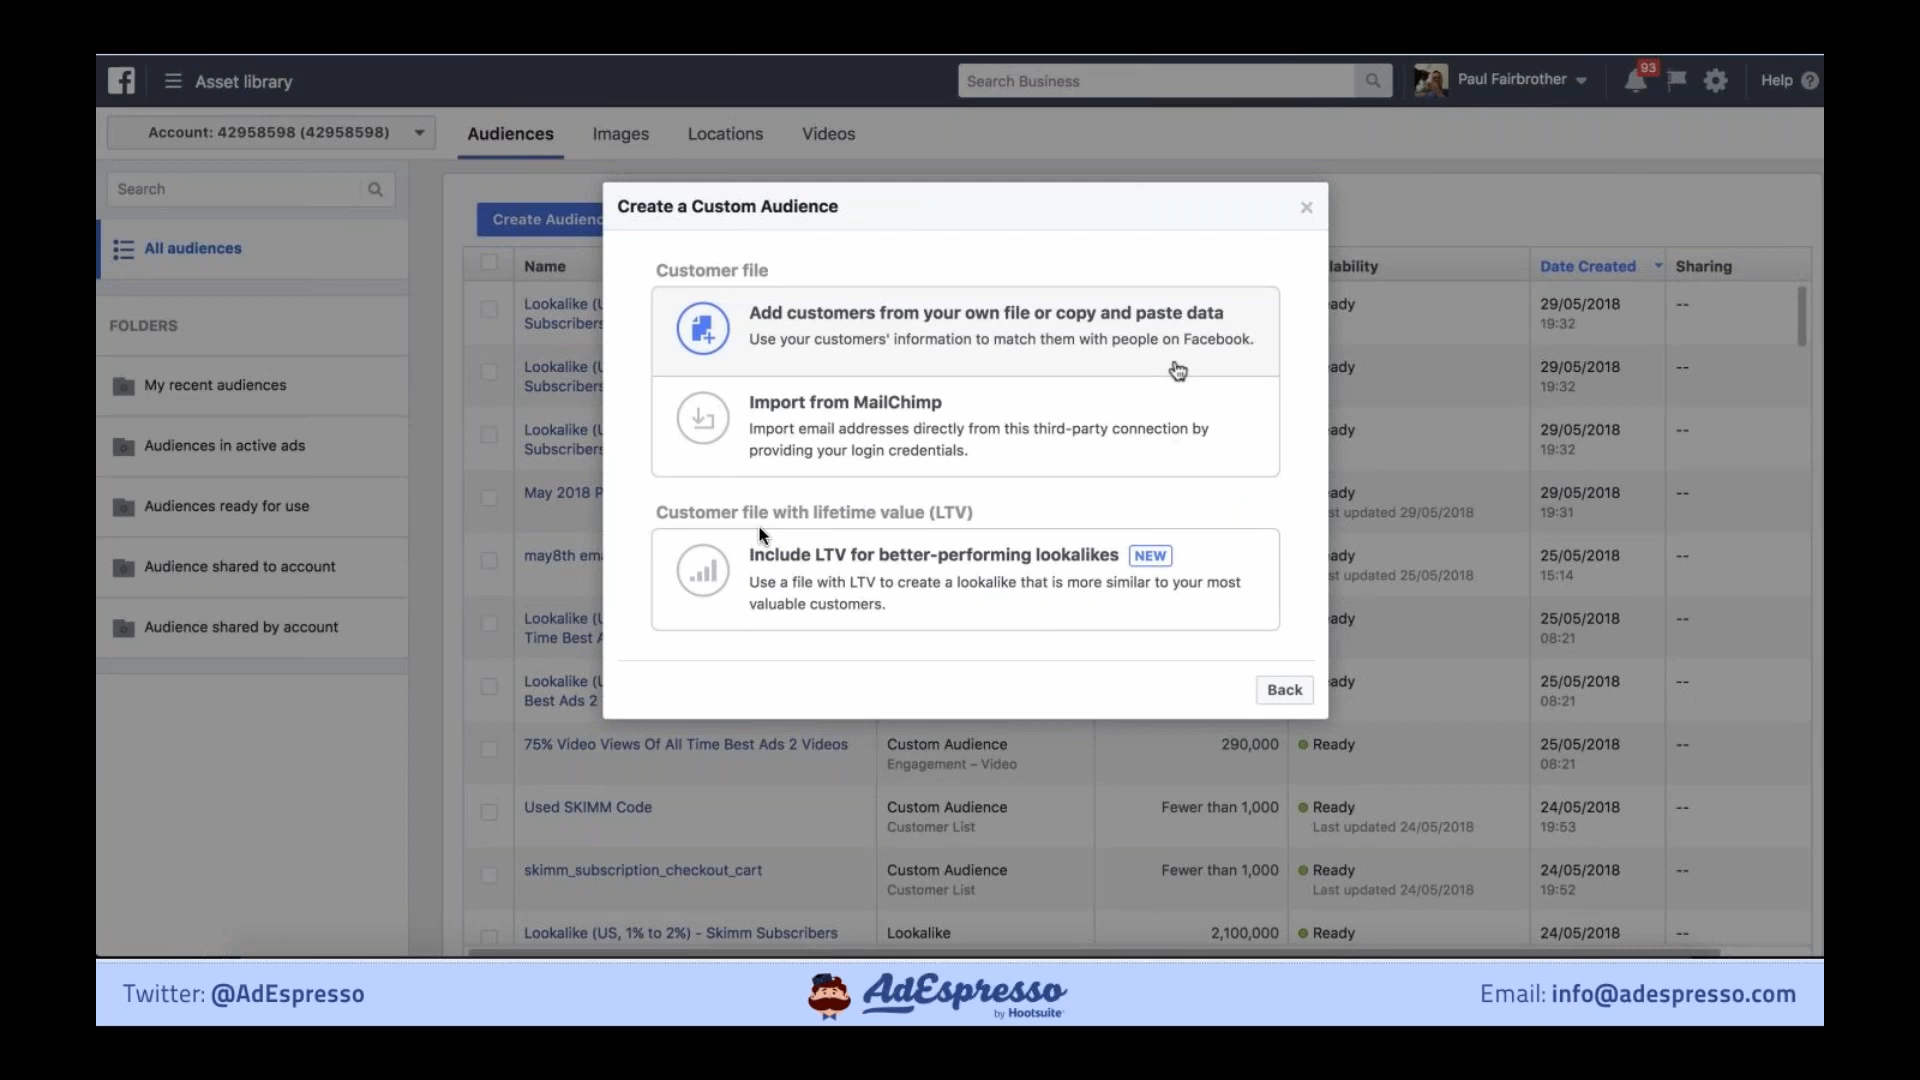 Asset library
Search Business
Paul Fairbrother
93
Help
Account: 42958598 (42958598)
Audiences
Images
Locations
Videos
Search
All audiences
FOLDERS
My recent audiences
Audiences in active ads
Audiences ready for use
Audience shared to account
Audience shared by account
Create Audienc
Name
lability
Date Created
Sharing
Create a Custom Audience
Customer file
Add customers from your own file or copy and paste data
Use your customers' information to match them with people on Facebook.
Import from MailChimp
Import email addresses directly from this third-party connection by
providing your login credentials.
Customer file with lifetime value (LTV)
Include LTV for better-performing lookalikes NEW
Use a file with LTV to create a lookalike that is more similar to your most
valuable customers.
Back
Lookalike (U
Subscribers
ady
29/05/2018
19:32
--
Lookalike (U
Subscribers
ady
29/05/2018
19:32
--
Lookalike (U
Subscribers
ady
29/05/2018
19:32
--
May 2018 P
ady
st updated 29/05/2018
29/05/2018
19:31
--
may8th em
ady
st updated 25/05/2018
25/05/2018
15:14
--
Lookalike (U
Time Best A
ady
25/05/2018
08:21
--
Lookalike (U
Best Ads 2
ady
25/05/2018
08:21
--
75% Video Views Of All Time Best Ads 2 Videos
Custom Audience
Engagement – Video
290,000
Ready
25/05/2018
08:21
--
Used SKIMM Code
Custom Audience
Customer List
Fewer than 1,000
Ready
Last updated 24/05/2018
24/05/2018
19:53
--
skimm_subscription_checkout_cart
Custom Audience
Customer List
Fewer than 1,000
Ready
Last updated 24/05/2018
24/05/2018
19:52
--
Lookalike (US, 1% to 2%) - Skimm Subscribers
Lookalike
2,100,000
Ready
24/05/2018
--
Twitter: @AdEspresso
AdEspresso
by Hootsuite
Email: info@adespresso.com